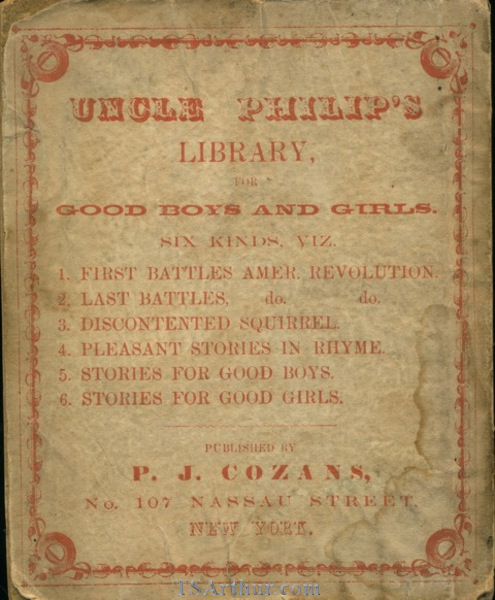 UNCLE PHILIP'S
LIBRARY,
FOR
GOOD BOYS AND GIRLS.
SIX KINDS, VIZ.
1. FIRST BATTLES AMER. REVOLUTION.
2. LAST BATTLES, do. do.
3. DISCONTENTED SQUIRREL.
4. PLEASANT STORIES IN RHYME.
5. STORIES FOR GOOD BOYS.
6. STORIES FOR GOOD GIRLS.
PUBLISHED BY
P. J. COZANS,
No. 107 NASSAU STREET,
NEW YORK.
TSArthur.com